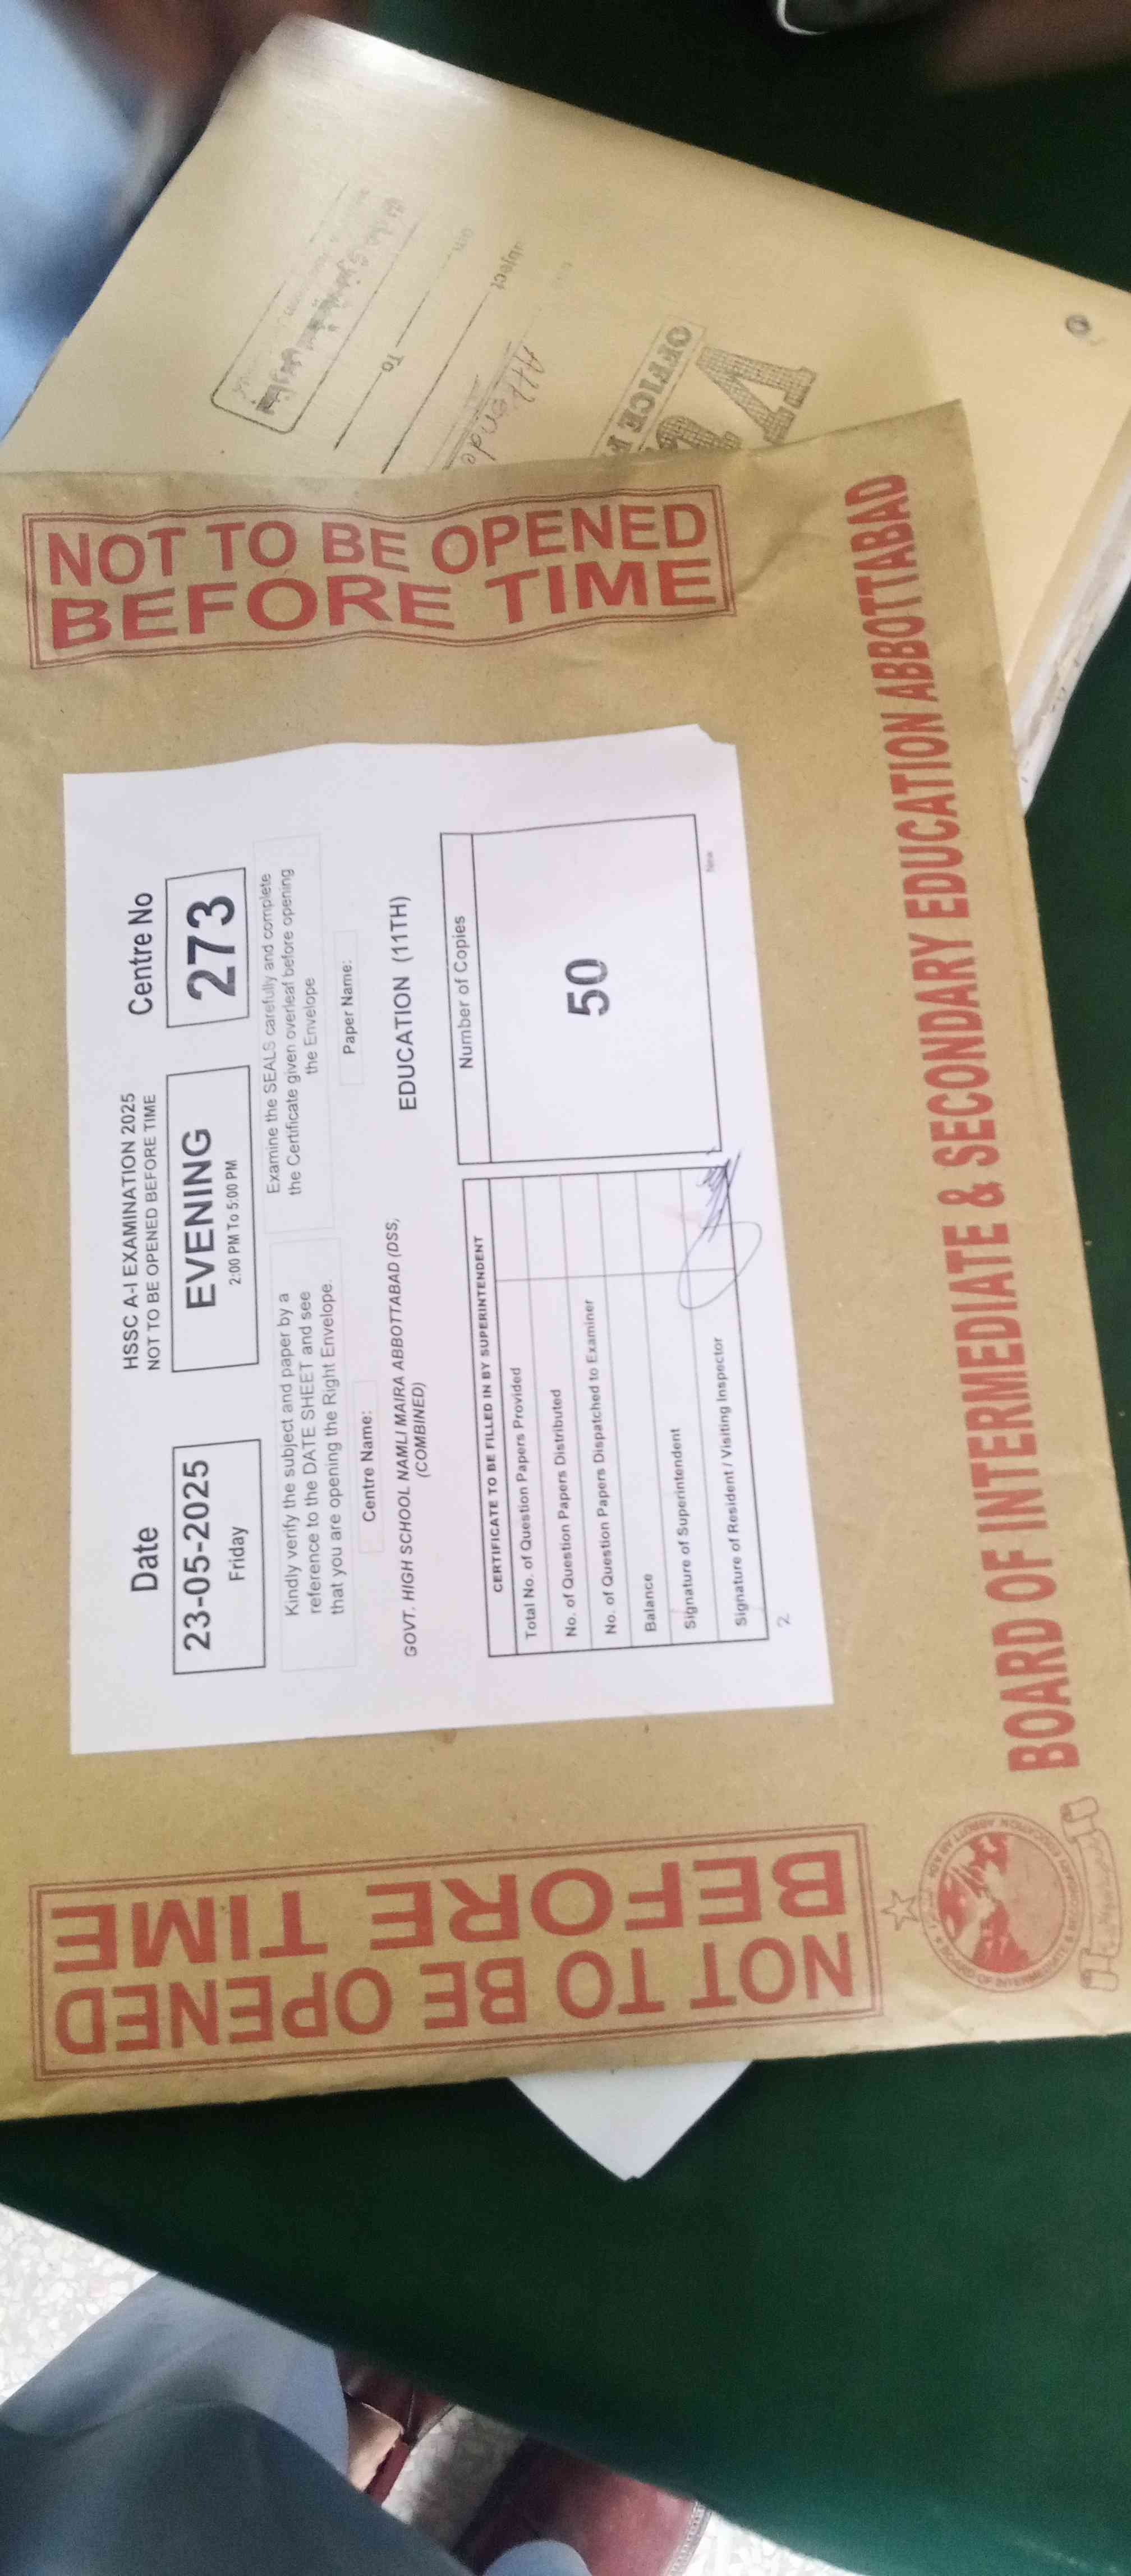 NOT TO BE OPENED
BEFORE TIME
HSSC A-I EXAMINATION 2025
NOT TO BE OPENED BEFORE TIME
Date
23-05-2025
Friday
EVENING
2:00 PM To 5:00 PM
Centre No
273
Kindly verify the subject and paper by a
reference to the DATE SHEET and see
that you are opening the Right Envelope.
Examine the SEALS carefully and complete
the Certificate given overleaf before opening
the Envelope
Centre Name:
GOVT. HIGH SCHOOL NAMLI MAIRA ABBOTTABAD (DSS,
(COMBINED)
Paper Name:
EDUCATION (11TH)
CERTIFICATE TO BE FILLED IN BY SUPERINTENDENT
Total No. of Question Papers Provided
No. of Question Papers Distributed
No. of Question Papers Dispatched to Examiner
Balance
Signature of Superintendent
Signature of Resident / Visiting Inspector
Number of Copies
50
New
2
NOT TO BE OPENED
BEFORE TIME
BOARD OF INTERMEDIATE & SECONDARY EDUCATION ABBOTTABAD
To
OFFICE